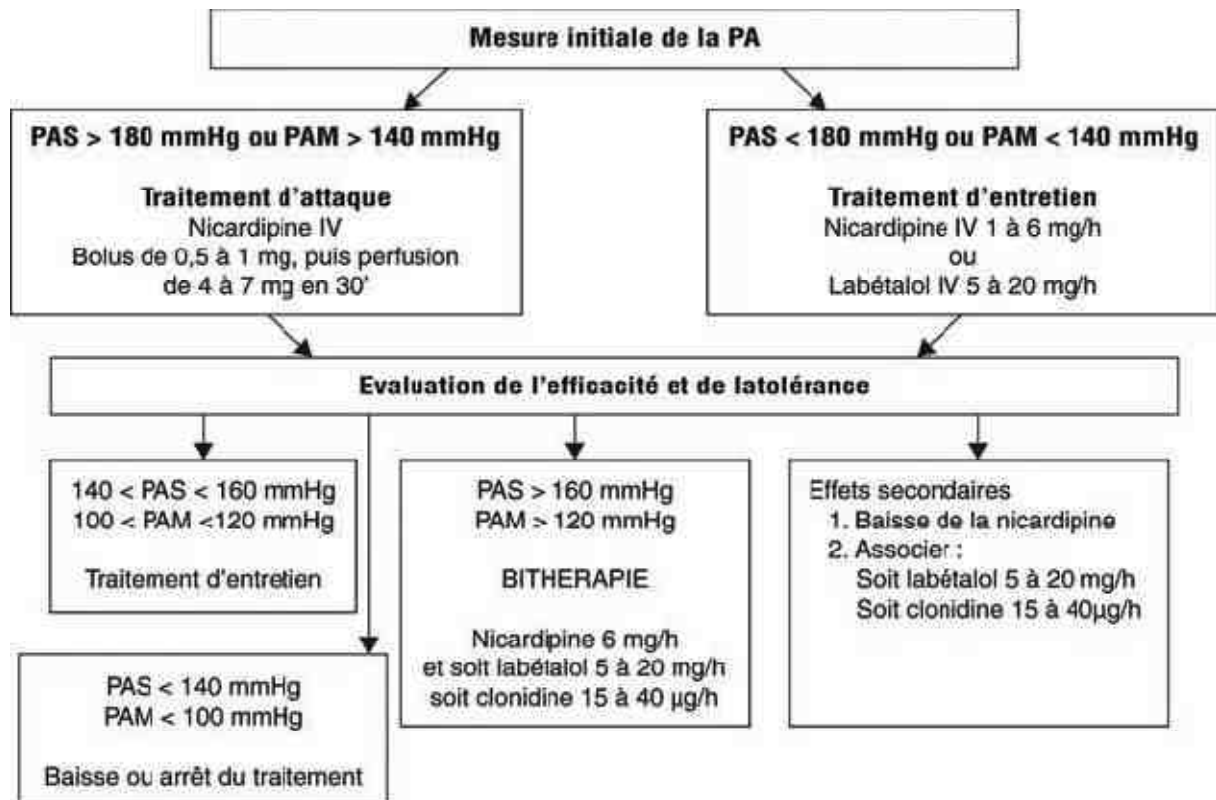 Mesure initiale de la PA
PAS > 180 mmHg ou PAM > 140 mmHg
Traitement d'attaque
Nicardipine IV
Bolus de 0,5 à 1 mg, puis perfusion
de 4 à 7 mg en 30'
PAS < 180 mmHg ou PAM < 140 mmHg
Traitement d'entretien
Nicardipine IV 1 à 6 mg/h
ou
Labétalol IV 5 à 20 mg/h
Evaluation de l'efficacité et de latolérance
140 < PAS < 160 mmHg
100 < PAM <120 mmHg
Traitement d'entretien
PAS < 140 mmHg
PAM < 100 mmHg
Baisse ou arrêt du traitement
PAS > 160 mmHg
PAM > 120 mmHg
BITHERAPIE
Nicardipine 6 mg/h
et soit labétalol 5 à 20 mg/h
soit clonidine 15 à 40 µg/h
Effets secondaires
1. Baisse de la nicardipine
2. Associer :
Soit labétalol 5 à 20 mg/h
Soit clonidine 15 à 40µg/h